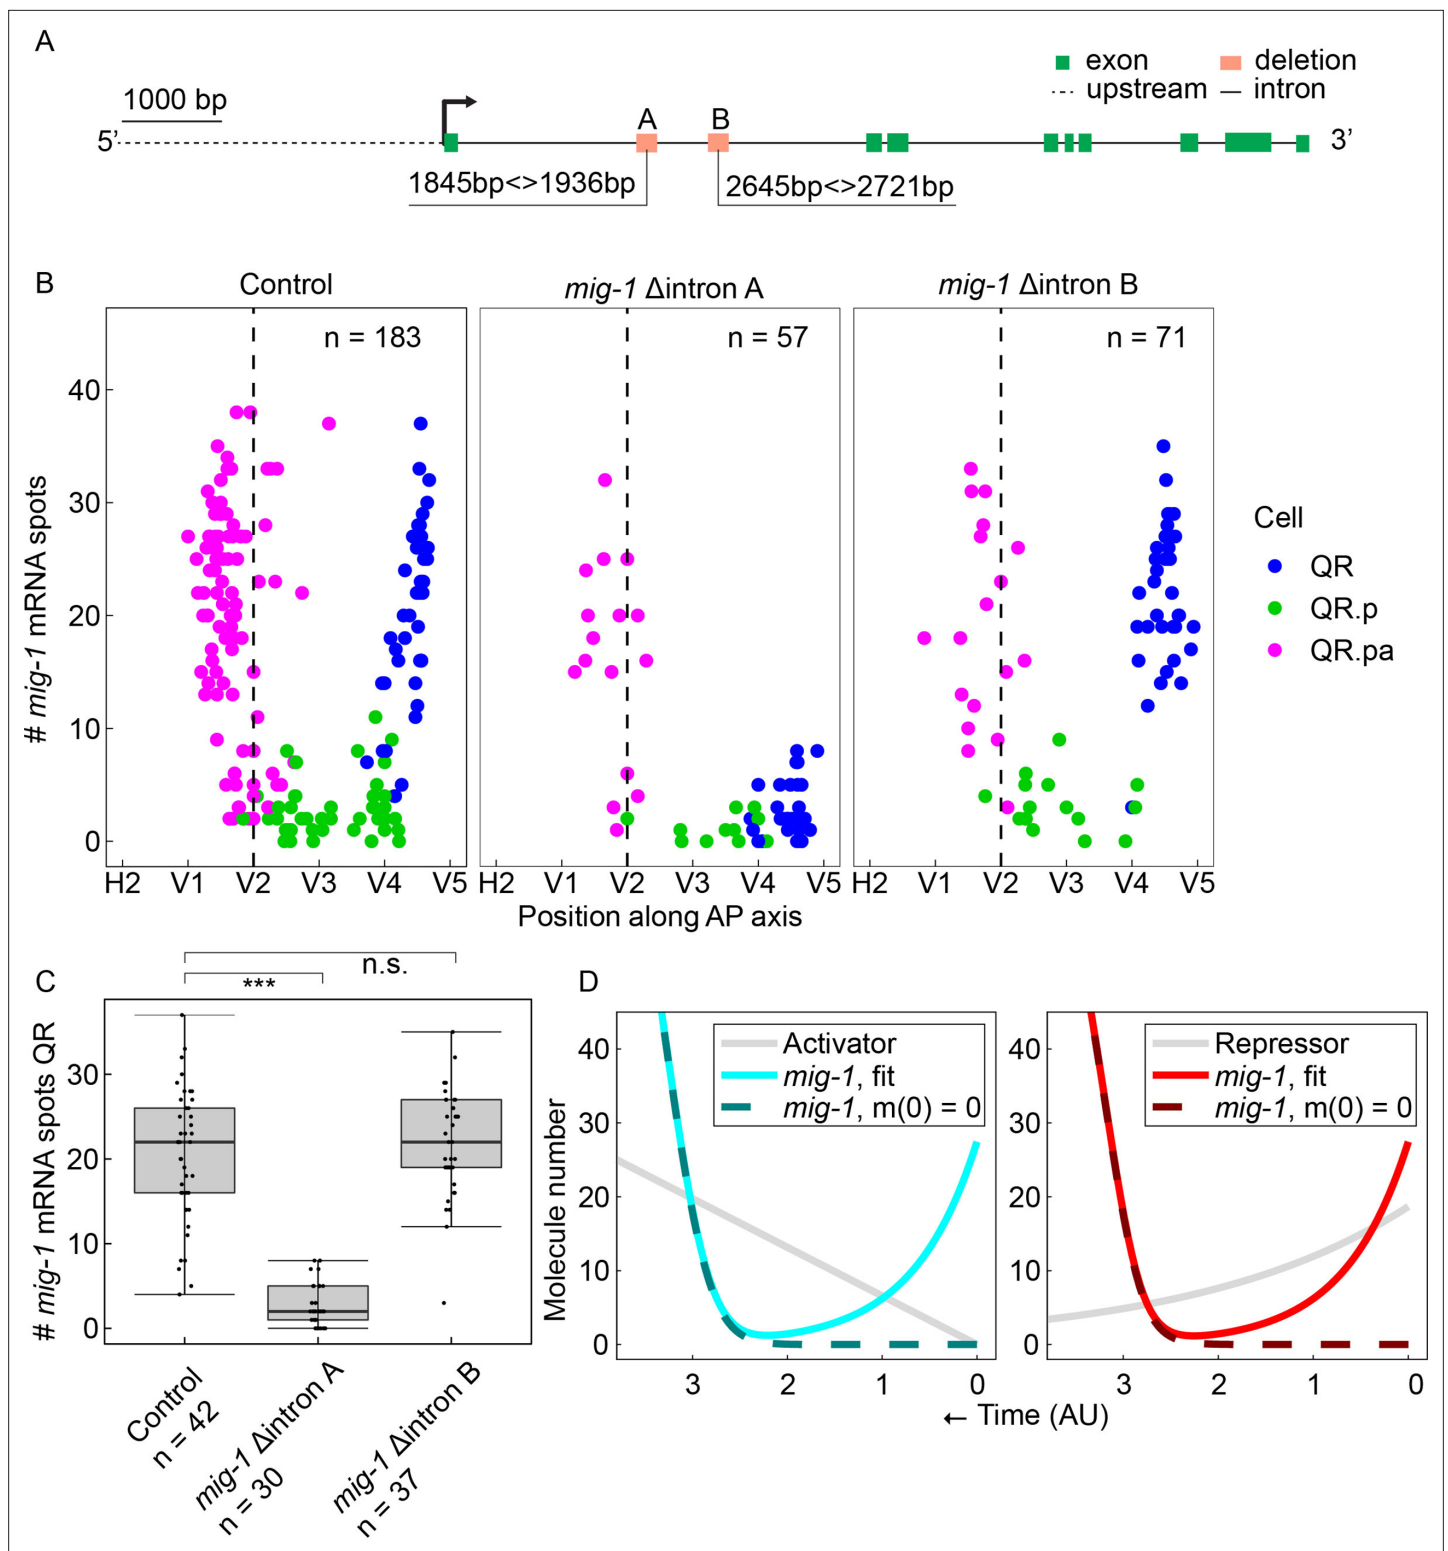 A
exon
deletion
upstream
intron
1000 bp
5’
A
B
3’
1845bp<>1936bp
2645bp<>2721bp
B
Control
mig-1 Δintron A
mig-1 Δintron B
n = 183
n = 57
n = 71
# mig-1 mRNA spots
40
30
20
10
0
Cell
QR
QR.p
QR.pa
H2 V1 V2 V3 V4 V5
H2 V1 V2 V3 V4 V5
H2 V1 V2 V3 V4 V5
Position along AP axis
C
n.s.
***
# mig-1 mRNA spots QR
30
20
10
0
Control
n = 42
mig-1 Δintron A
n = 30
mig-1 Δintron B
n = 37
D
Molecule number
40
30
20
10
0
Activator
mig-1, fit
mig-1, m(0) = 0
3 2 1 0
40
30
20
10
0
Repressor
mig-1, fit
mig-1, m(0) = 0
3 2 1 0
← Time (AU)